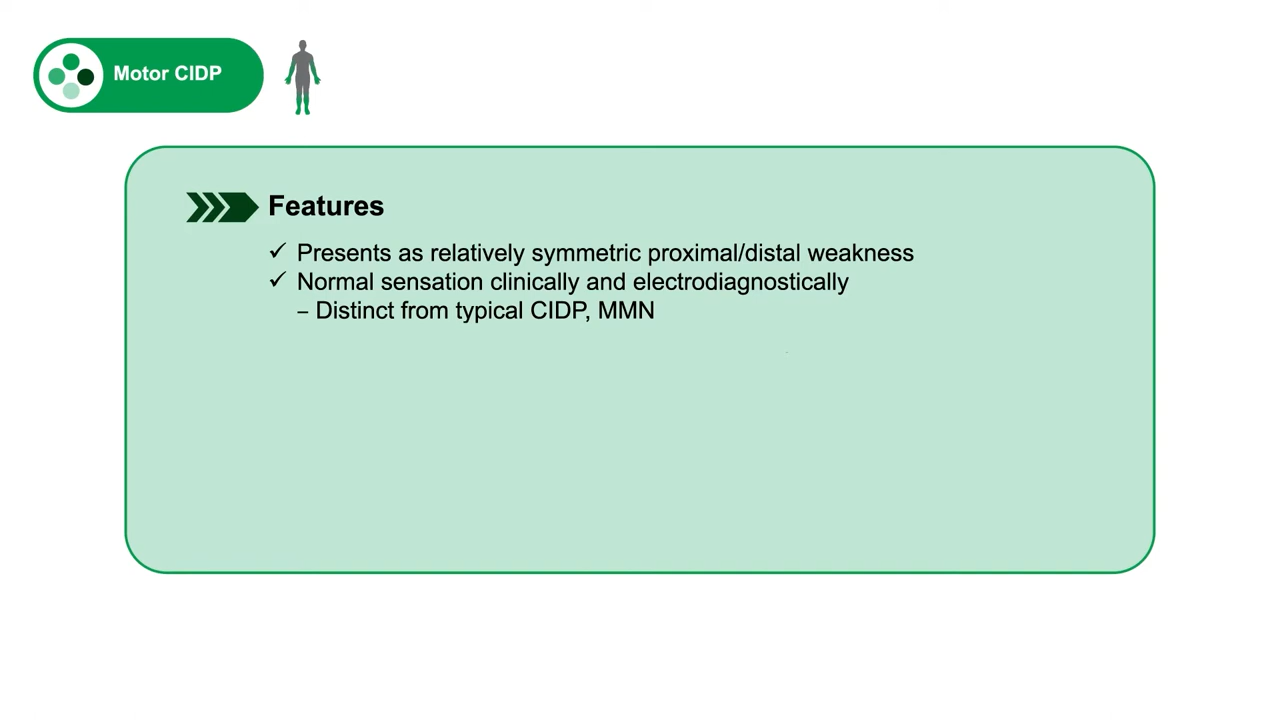 Motor CIDP
Features
✓ Presents as relatively symmetric proximal/distal weakness
✓ Normal sensation clinically and electrodiagnostically
– Distinct from typical CIDP, MMN